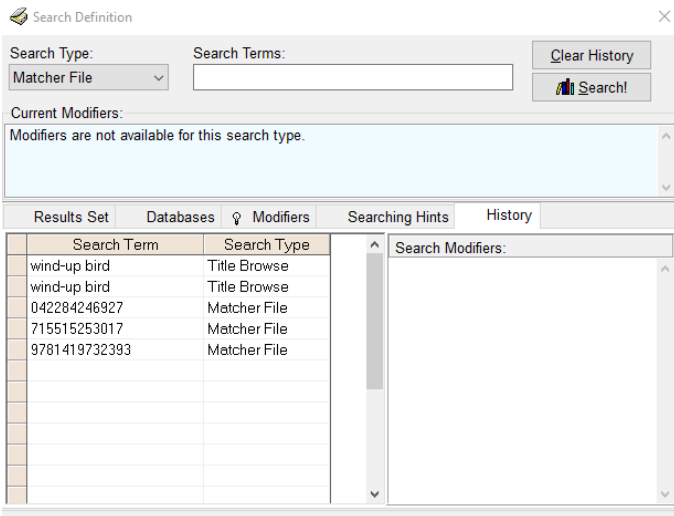 Search Definition
Search Type:
Search Terms:
Clear History
Matcher File
Search!
Current Modifiers:
Modifiers are not available for this search type.
Results Set Databases Modifiers Searching Hints History
Search Term Search Type Search Modifiers:
wind-up bird Title Browse
wind-up bird Title Browse
042284246927 Matcher File
715515253017 Matcher File
9781419732393 Matcher File